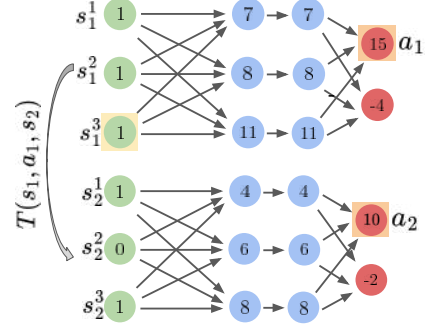 s_1^1 1 7 7 15 a_1
s_1^2 1 8 8 -4
s_1^3 1 11 11
T(s_1, a_1, s_2)
s_2^1 1 4 4 10 a_2
s_2^2 0 6 6 -2
s_2^3 1 8 8